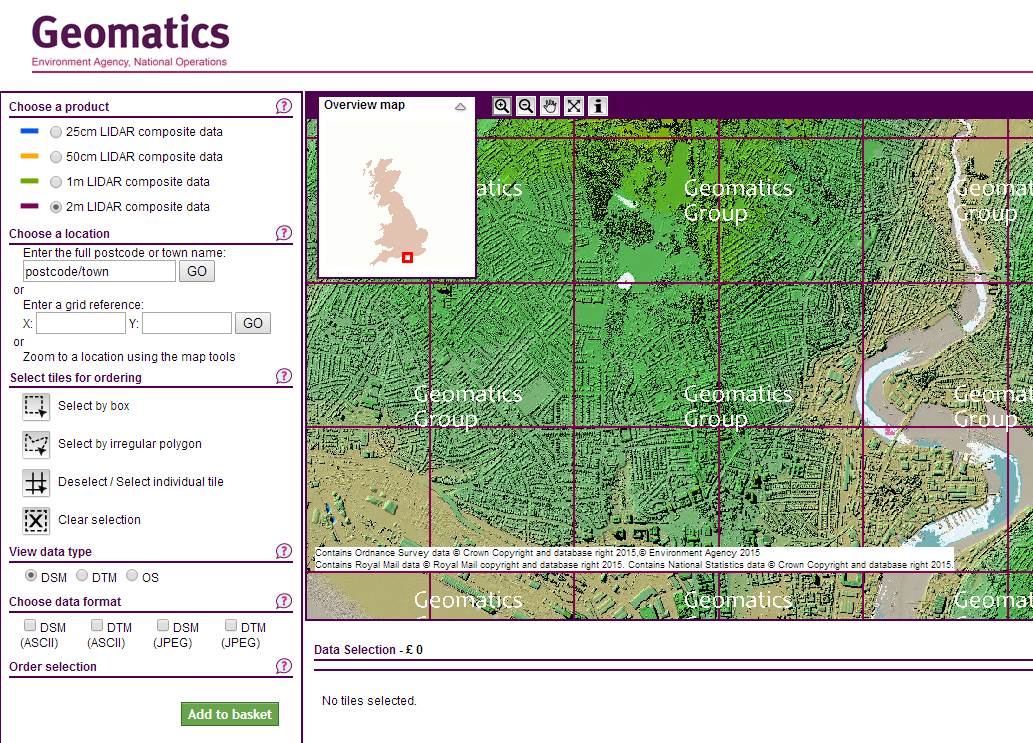 Geomatics
Environment Agency, National Operations
Choose a product
?
25cm LIDAR composite data
50cm LIDAR composite data
1m LIDAR composite data
2m LIDAR composite data
Choose a location
?
Enter the full postcode or town name:
postcode/town GO
or
Enter a grid reference:
X: Y: GO
or
Zoom to a location using the map tools
Select tiles for ordering
?
Select by box
Select by irregular polygon
Deselect / Select individual tile
Clear selection
View data type
?
DSM DTM OS
Choose data format
?
DSM DTM DSM DTM
(ASCII) (ASCII) (JPEG) (JPEG)
Order selection
?
Add to basket
Overview map
i
atics Geomatics Geomat
Group Group
Geomatics Geomatics Geomat
Group Group Group
Contains Ordnance Survey data © Crown Copyright and database right 2015,© Environment Agency 2015
Contains Royal Mail data © Royal Mail copyright and database right 2015. Contains National Statistics data © Crown Copyright and database right 2015.
Geomatics Geomatics Geomat
Data Selection - £ 0
No tiles selected.